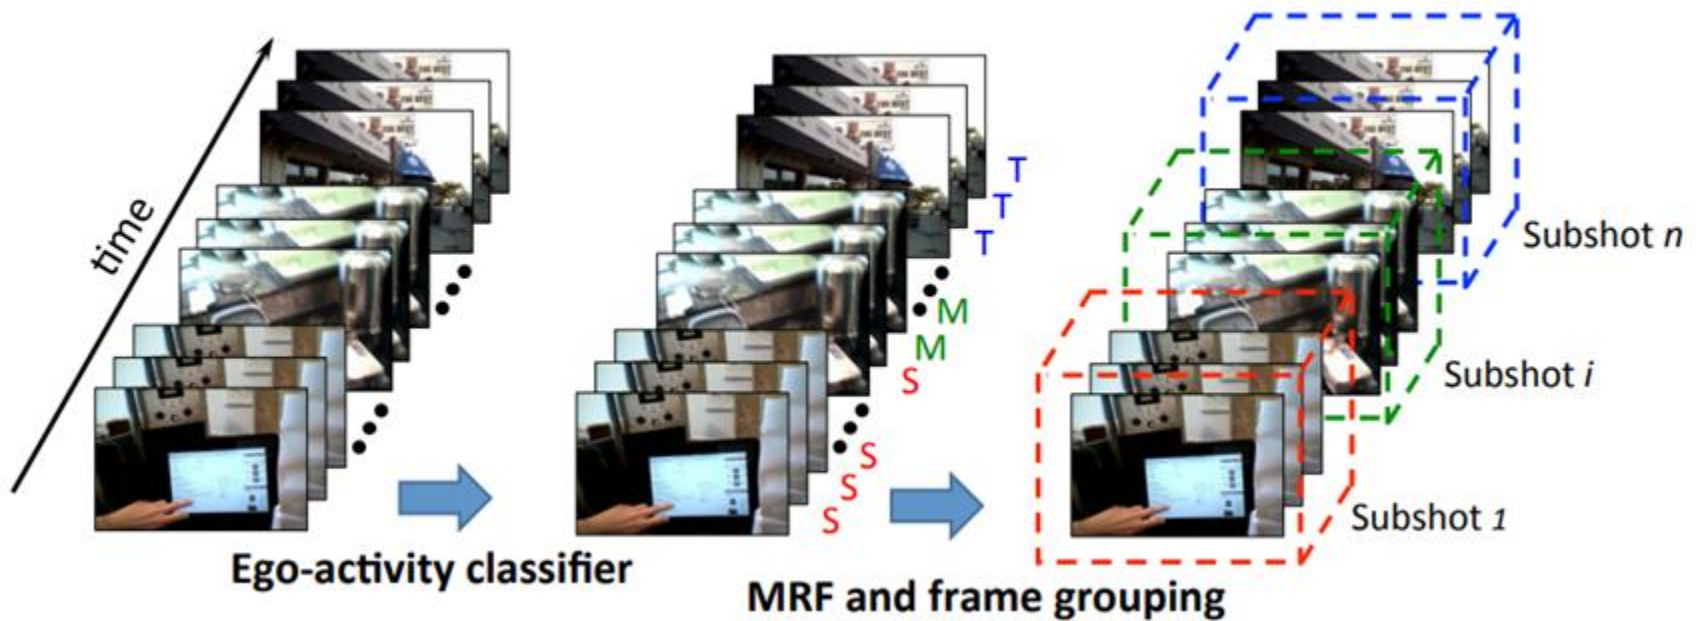 time
T
T
T
M
M
S
S
S
S
Subshot n
Subshot i
Subshot 1
Ego-activity classifier
MRF and frame grouping